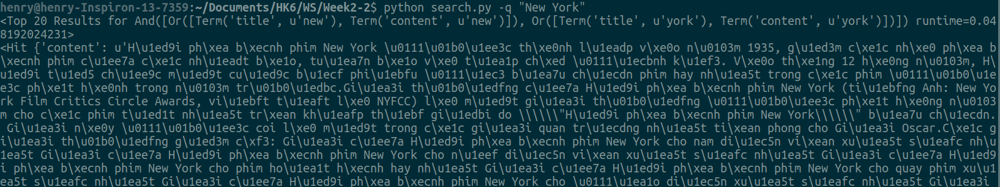 henry@henry-Inspiron-13-7359:~/Documents/HK6/WS/Week2-2$ python search.py -q "New York"
<Top 20 Results for And([Or([Term('title', u'new'), Term('content', u'new')]), Or([Term('title', u'york'), Term('content', u'york')])]) runtime=0.04
8192024231>
<Hit {'content': u'H\u1ed9i ph\xea b\xecnh phim New York \u0111\u01b0\u1ee3c th\xe0nh l\u1eadp v\xe0o n\u0103m 1935, g\u1ed3m c\xe1c nh\xe0 ph\xea b
\xecnh phim c\u1ee7a c\xe1c nh\u1eadt b\xe1o, tu\u1ea7n b\xe1o v\xe0 t\u1ea1p ch\xed \u0111\u1ecbnh k\u1ef3. V\xe0o th\xe1ng 12 h\xe0ng n\u0103m, H\
u1ed9i t\u1ed5 ch\u1ee9c m\u1ed9t cu\u1ed9c b\u1ecf phi\u1ebfu \u0111\u1ec3 b\u1ea7u ch\u1ecdn phim hay nh\u1ea5t trong c\xe1c phim \u0111\u01b0\u1e
e3c ph\xe1t h\xe0nh trong n\u0103m tr\u01b0\u1edbc.Gi\u1ea3i th\u01b0\u1edfng c\u1ee7a H\u1ed9i ph\xea b\xecnh phim New York (ti\u1ebfng Anh: New Yo
rk Film Critics Circle Awards, vi\u1ebft t\u1eaft l\xe0 NYFCC) l\xe0 m\u1ed9t gi\u1ea3i th\u01b0\u1edfng \u0111\u01b0\u1ee3c ph\xe1t h\xe0ng n\u0103
m cho c\xe1c phim t\u1ed1t nh\u1ea5t tr\xean kh\u1eafp th\u1ebf gi\u1edbi do \\\\\\"H\u1ed9i ph\xea b\xecnh phim New York\\\\\\" b\u1ea7u ch\u1ecdn.
 Gi\u1ea3i n\xe0y \u0111\u01b0\u1ee3c coi l\xe0 m\u1ed9t trong c\xe1c gi\u1ea3i quan tr\u1ecdng nh\u1ea5t ti\xean phong cho Gi\u1ea3i Oscar.C\xe1c g
i\u1ea3i th\u01b0\u1edfng g\u1ed3m c\xf3: Gi\u1ea3i c\u1ee7a H\u1ed9i ph\xea b\xecnh phim New York cho nam di\u1ec5n vi\xean xu\u1ea5t s\u1eafc nh\u
1ea5t Gi\u1ea3i c\u1ee7a H\u1ed9i ph\xea b\xecnh phim New York cho n\u1eef di\u1ec5n vi\xean xu\u1ea5t s\u1eafc nh\u1ea5t Gi\u1ea3i c\u1ee7a H\u1ed9
i ph\xea b\xecnh phim New York cho phim ho\u1ea1t h\xecnh hay nh\u1ea5t Gi\u1ea3i c\u1ee7a H\u1ed9i ph\xea b\xecnh phim New York cho quay phim xu\u1
ea5t s\u1eafc nh\u1ea5t Gi\u1ea3i c\u1ee7a H\u1ed9i ph\xea b\xecnh phim New York cho \u0111\u1ea1o di\u1ec5n xu\u1ea5t s\u1eafc nh\u1ea5t Gi\u1ea3i